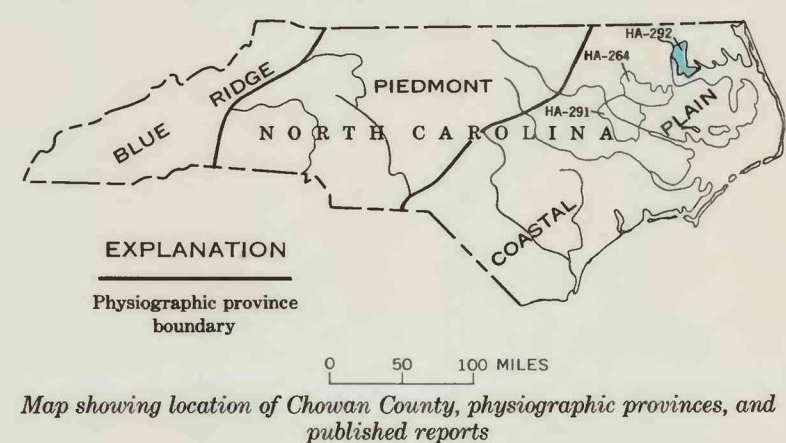 HA-292
HA-264
BLUE RIDGE
PIEDMONT
HA-291
PLAIN
NORTH CAROLINA
COASTAL
EXPLANATION
Physiographic province
boundary
0 50 100 MILES
Map showing location of Chowan County, physiographic provinces, and
published reports